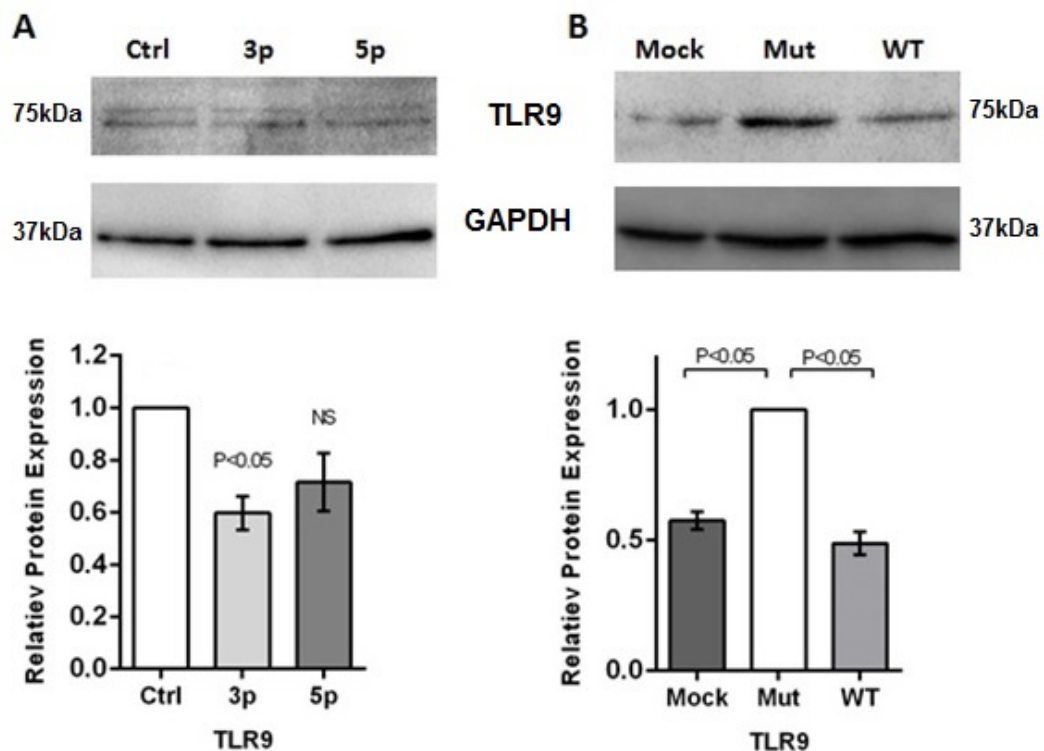 A
Ctrl 3p 5p
75kDa
37kDa
TLR9
GAPDH
B
Mock Mut WT
75kDa
37kDa
Relatiev Protein Expression
1.2
1.0
0.8
0.6
0.4
0.2
0.0
P<0.05
NS
Ctrl 3p 5p
TLR9
Relatiev Protein Expression
1.0
0.5
0.0
P<0.05 P<0.05
Mock Mut WT
TLR9